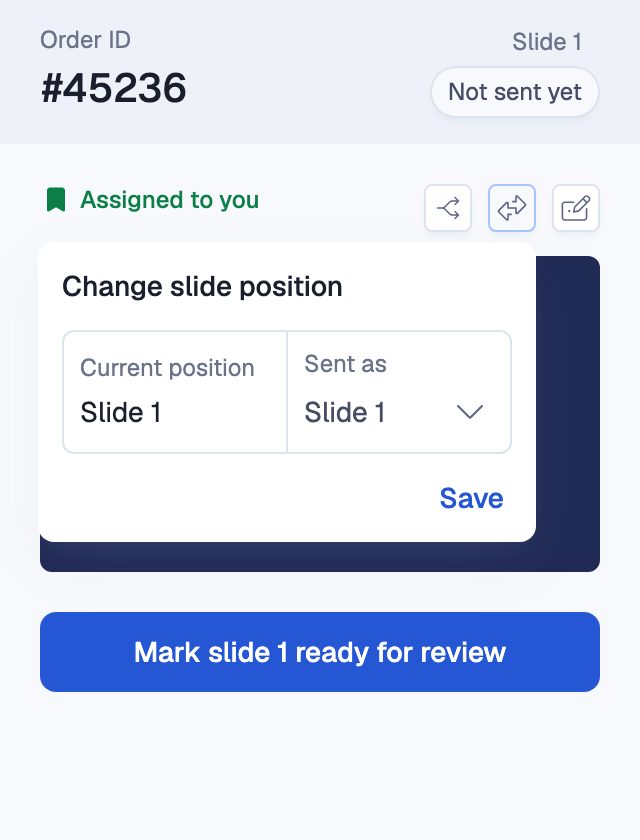 Order ID
Slide 1
#45236
Not sent yet
Assigned to you
Change slide position
Current position
Sent as
Slide 1
Slide 1
Save
Mark slide 1 ready for review